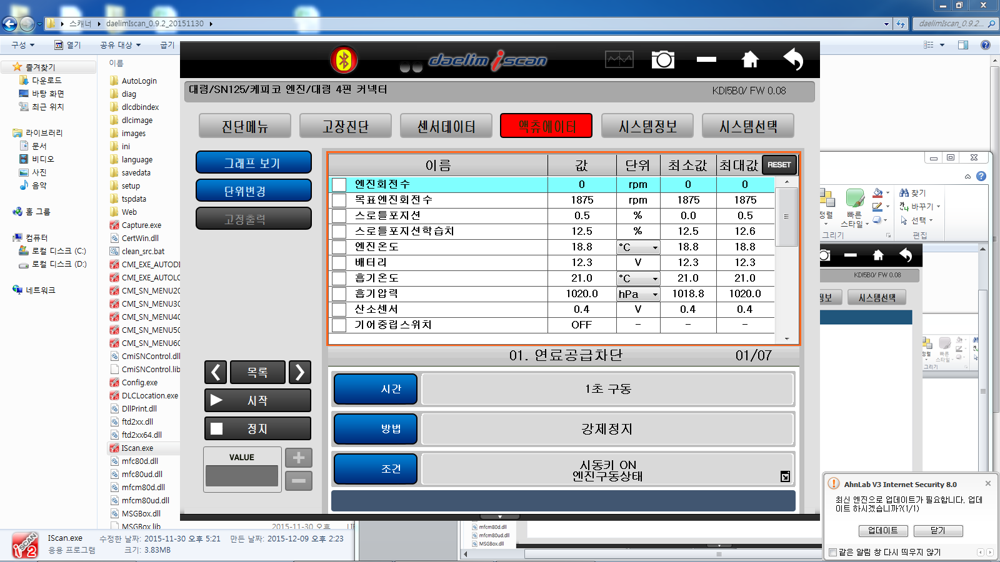 스캐너 ▸ daelimIscan_0.9.2_20151130 ▸
daelimIscan_0.9.2...
구성 열기 공유 대상 굽기
즐겨찾기
다운로드
바탕 화면
최근 위치
라이브러리
문서
비디오
사진
음악
홈 그룹
컴퓨터
로컬 디스크 (C:)
로컬 디스크 (D:)
네트워크
이름
AutoLogin
diag
dlcdbindex
dlcimage
images
ini
language
savedata
setup
tspdata
Web
Capture.exe
CertWin.dll
clean_src.bat
CMI_EXE_AUTODI
CMI_EXE_AUTOLO
CMI_SN_MENU20
CMI_SN_MENU30
CMI_SN_MENU40
CMI_SN_MENU50
CMI_SN_MENU60
CmiSNControl.dl
CmiSNControl.lib
Config.exe
DLCLocation.exe
DllPrint.dll
ftd2xx.dll
ftd2xx64.dll
IScan.exe
mfc80d.dll
mfc80ud.dll
mfcm80d.dll
mfcm80ud.dll
MSGBox.dll
MSGBox.lib 2015-11-30 오후
daelim iscan
대림/SN125/케피코 엔진/대림 4핀 커넥터
KDI5B0/ FW 0.08
진단메뉴 고장진단 센서데이터 액츄에이터 시스템정보 시스템선택
그래프 보기
단위변경
고정출력
이름 값 단위 최소값 최대값 RESET
엔진회전수 0 rpm 0 0
목표엔진회전수 1875 rpm 1875 1875
스로틀포지션 0.5 % 0.0 0.5
스로틀포지션학습치 12.5 % 12.5 12.6
엔진온도 18.8 °C 18.8 18.8
배터리 12.3 V 12.3 12.3
흡기온도 21.0 °C 21.0 21.0
흡기압력 1020.0 hPa 1018.8 1020.0
산소센서 0.4 V 0.4 0.4
기어중립스위치 OFF - - -
01. 연료공급차단 01/07
목록
시작
정지
VALUE
시간 1초 구동
방법 강제정지
조건 시동키 ON
엔진구동상태
찾기
바꾸기
선택
정렬
빠른
스타일
그리기 편집
KDI5B0/ FW 0.08
정보 시스템선택
빠른
스타일
그리기
AhnLab V3 Internet Security 8.0
최신 엔진으로 업데이트가 필요합니다. 업데
이트 하시겠습니까?(1/1)
업데이트 닫기
같은 알림 창 다시 띄우지 않기
mfcm80d.dll
mfcm80ud.dll
MSGBox.dll
IScan.exe 수정한 날짜: 2015-11-30 오후 5:21 만든 날짜: 2015-12-09 오후 2:23
응용 프로그램 크기: 3.83MB
iSCAN 2